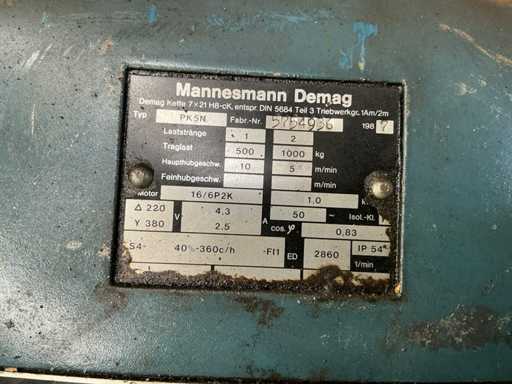 Mannesmann Demag
Demag Kette 7×21 H8-cK, entspr. DIN 5684 Teil 3 Triebwerkgr. 1Am/2m
Typ PK5N Fabr.-Nr. 5754936 198 7
Laststränge 1 2
Traglast 500 1000 kg
Haupthubgeschw. 10 5 m/min
Feinhubgeschw. m/min
Motor 16/6P2K 1,0
Δ 220 V 4.3 A 50 ~ Isol.-Kl.
Y 380 2.5 cos. φ 0,83
S4- 40%-360c/h -FI1 ED 2860 IP 54
1/min